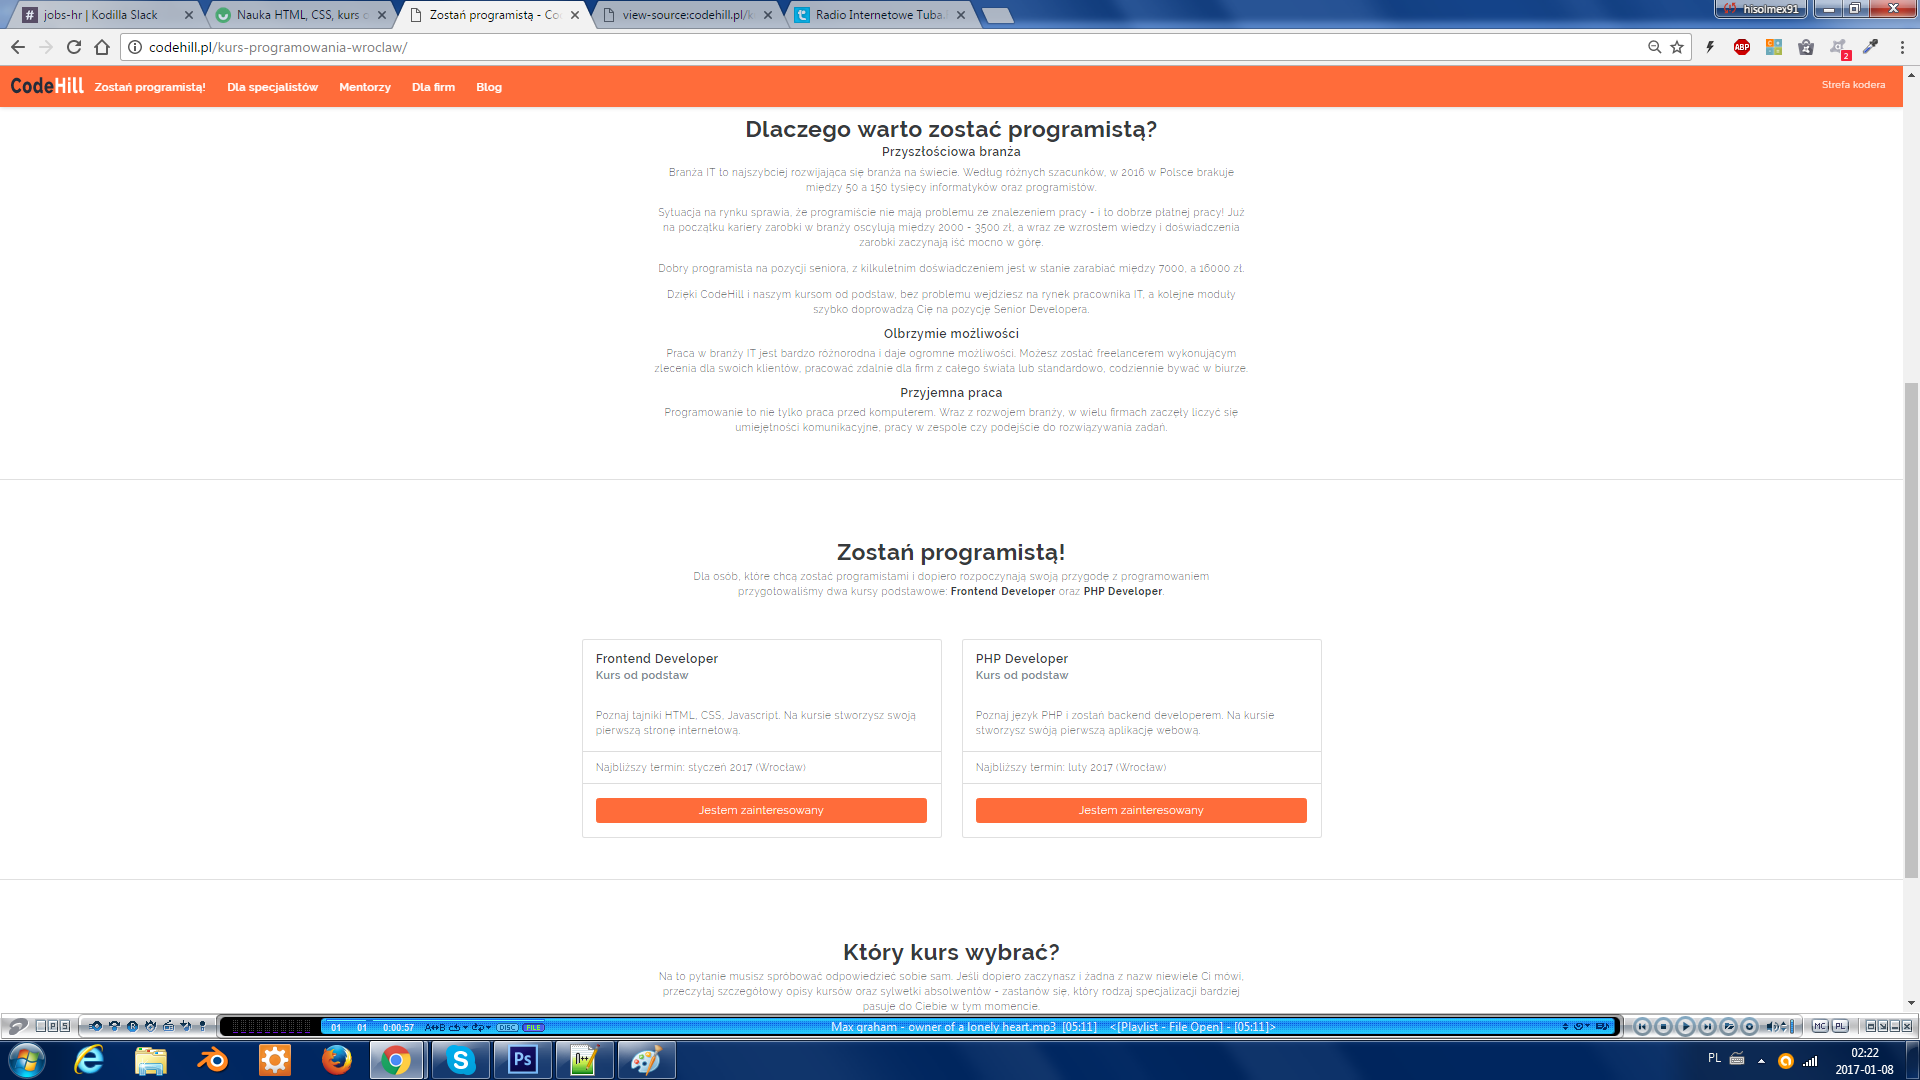 jobs-hr | Kodilla Slack
Nauka HTML, CSS, kurs o
Zostań programistą - Co
view-source:codehill.pl/k
Radio Internetowe Tuba.
hisolmex91
codehill.pl/kurs-programowania-wroclaw/
ABP
2
CodeHill
Zostań programistą!
Dla specjalistów
Mentorzy
Dla firm
Blog
Strefa kodera
Dlaczego warto zostać programistą?
Przyszłościowa branża
Branża IT to najszybciej rozwijająca się branża na świecie. Według różnych szacunków, w 2016 w Polsce brakuje
między 50 a 150 tysięcy informatyków oraz programistów.
Sytuacja na rynku sprawia, że programiście nie mają problemu ze znalezeniem pracy - i to dobrze płatnej pracy! Już
na początku kariery zarobki w branży oscylują między 2000 - 3500 zł, a wraz ze wzrostem wiedzy i doświadczenia
zarobki zaczynają iść mocno w górę.
Dobry programista na pozycji seniora, z kilkuletnim doświadczeniem jest w stanie zarabiać między 7000, a 16000 zł.
Dzięki CodeHill i naszym kursom od podstaw, bez problemu wejdziesz na rynek pracownika IT, a kolejne moduły
szybko doprowadzą Cię na pozycję Senior Developera.
Olbrzymie możliwości
Praca w branży IT jest bardzo różnorodna i daje ogromne możliwości. Możesz zostać freelancerem wykonującym
zlecenia dla swoich klientów, pracować zdalnie dla firm z całego świata lub standardowo, codziennie bywać w biurze.
Przyjemna praca
Programowanie to nie tylko praca przed komputerem. Wraz z rozwojem branży, w wielu firmach zaczęły liczyć się
umiejętności komunikacyjne, pracy w zespole czy podejście do rozwiązywania zadań.
Zostań programistą!
Dla osób, które chcą zostać programistami i dopiero rozpoczynają swoją przygodę z programowaniem
przygotowaliśmy dwa kursy podstawowe: Frontend Developer oraz PHP Developer.
Frontend Developer
Kurs od podstaw
Poznaj tajniki HTML, CSS, Javascript. Na kursie stworzysz swoją
pierwszą stronę internetową.
Najbliższy termin: styczeń 2017 (Wrocław)
Jestem zainteresowany
PHP Developer
Kurs od podstaw
Poznaj język PHP i zostań backend developerem. Na kursie
stworzysz swóją pierwszą aplikację webową.
Najbliższy termin: luty 2017 (Wrocław)
Jestem zainteresowany
Który kurs wybrać?
Na to pytanie musisz spróbować odpowiedzieć sobie sam. Jeśli dopiero zaczynasz i żadna z nazw niewiele Ci mówi,
przeczytaj szczegółowy opisy kursów oraz sylwetki absolwentów - zastanów się, który rodzaj specjalizacji bardziej
pasuje do Ciebie w tym momencie.
P S
01 01 0:00:57 A↔B DISC FILE
Max graham - owner of a lonely heart.mp3 [05:11] <[Playlist - File Open] - [05:11]>
MC PL
Ps
PL
02:22
2017-01-08